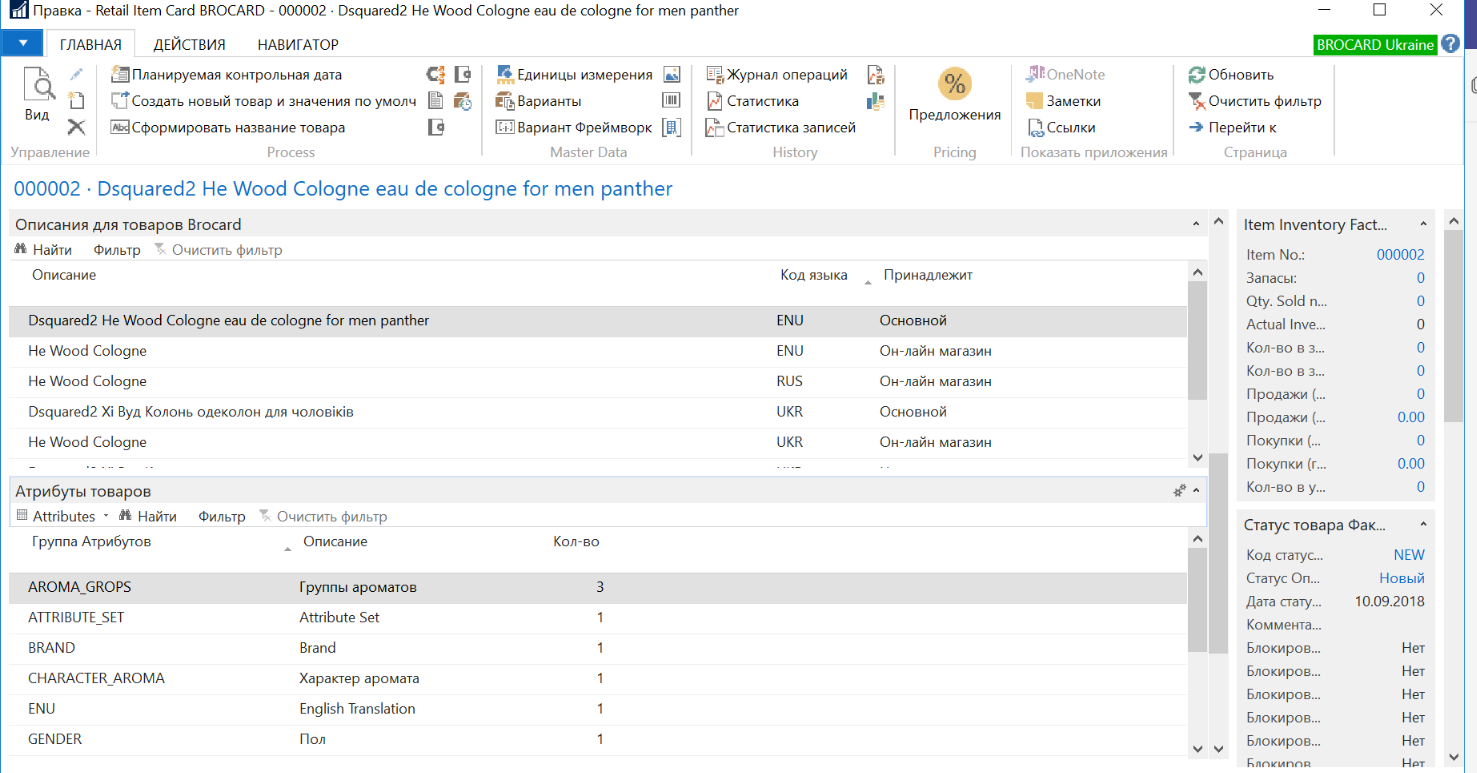 Правка - Retail Item Card BROCARD - 000002 · Dsquared2 He Wood Cologne eau de cologne for men panther
ГЛАВНАЯ ДЕЙСТВИЯ НАВИГАТОР BROCARD Ukraine ?
Вид
Управление
Планируемая контрольная дата
Создать новый товар и значения по умолч
Abc Сформировать название товара
Process
Единицы измерения
Варианты
Вариант Фреймворк
Master Data
Журнал операций
Статистика
Статистика записей
History
%
Предложения
Pricing
OneNote
Заметки
Ссылки
Показать приложения
Обновить
Очистить фильтр
Перейти к
Страница
000002 · Dsquared2 He Wood Cologne eau de cologne for men panther
Описания для товаров Brocard
Найти Фильтр Очистить фильтр
Описание Код языка Принадлежит
Dsquared2 He Wood Cologne eau de cologne for men panther ENU Основной
He Wood Cologne ENU Он-лайн магазин
He Wood Cologne RUS Он-лайн магазин
Dsquared2 Хі Вуд Колонь одеколон для чоловіків UKR Основной
He Wood Cologne UKR Он-лайн магазин
Атрибуты товаров
Attributes Найти Фильтр Очистить фильтр
Группа Атрибутов Описание Кол-во
AROMA_GROPS Группы ароматов 3
ATTRIBUTE_SET Attribute Set 1
BRAND Brand 1
CHARACTER_AROMA Характер аромата 1
ENU English Translation 1
GENDER Пол 1
Item Inventory Fact...
Item No.: 000002
Запасы: 0
Qty. Sold n... 0
Actual Inve... 0
Кол-во в з... 0
Кол-во в з... 0
Продажи (... 0
Продажи (... 0.00
Покупки (... 0
Покупки (г... 0.00
Кол-во в у... 0
Статус товара Фак...
Код статус... NEW
Статус Оп... Новый
Дата стату... 10.09.2018
Коммента...
Блокиров... Нет
Блокиров... Нет
Блокиров... Нет
Блокиров... Нет
Блокиров... Нет
Блокиров... Нет